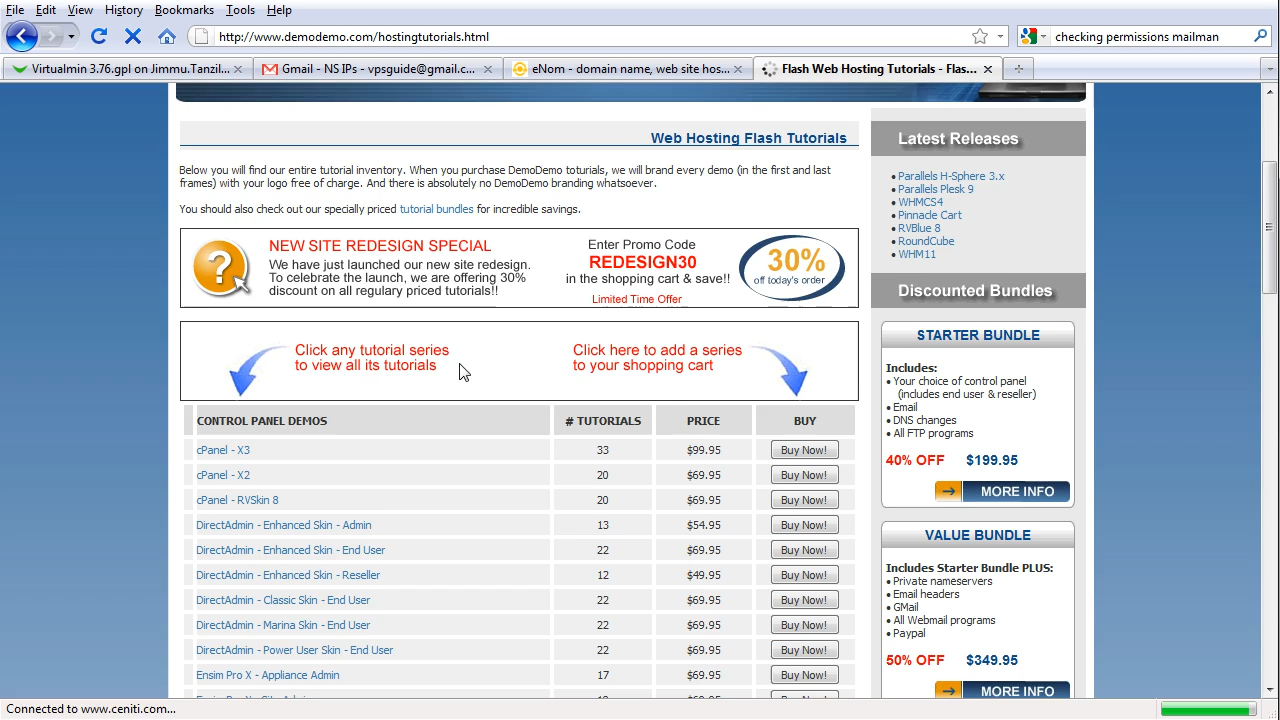 File Edit View History Bookmarks Tools Help
http://www.demodemo.com/hostingtutorials.html
checking permissions mailman
Virtualmin 3.76.gpl on Jimmu.Tanzil...
Gmail - NS IPs - vpsguide@gmail.c...
eNom - domain name, web site hos...
Flash Web Hosting Tutorials - Flas...
Web Hosting Flash Tutorials
Below you will find our entire tutorial inventory. When you purchase DemoDemo toturials, we will brand every demo (in the first and last
frames) with your logo free of charge. And there is absolutely no DemoDemo branding whatsoever.
You should also check out our specially priced tutorial bundles for incredible savings.
NEW SITE REDESIGN SPECIAL
We have just launched our new site redesign.
To celebrate the launch, we are offering 30%
discount on all regulary priced tutorials!!
Enter Promo Code
REDESIGN30
in the shopping cart & save!!
Limited Time Offer
30%
off today's order
Click any tutorial series
to view all its tutorials
Click here to add a series
to your shopping cart
CONTROL PANEL DEMOS # TUTORIALS PRICE BUY
cPanel - X3 33 $99.95 Buy Now!
cPanel - X2 20 $69.95 Buy Now!
cPanel - RVSkin 8 20 $69.95 Buy Now!
DirectAdmin - Enhanced Skin - Admin 13 $54.95 Buy Now!
DirectAdmin - Enhanced Skin - End User 22 $69.95 Buy Now!
DirectAdmin - Enhanced Skin - Reseller 12 $49.95 Buy Now!
DirectAdmin - Classic Skin - End User 22 $69.95 Buy Now!
DirectAdmin - Marina Skin - End User 22 $69.95 Buy Now!
DirectAdmin - Power User Skin - End User 22 $69.95 Buy Now!
Ensim Pro X - Appliance Admin 17 $69.95 Buy Now!
Latest Releases
• Parallels H-Sphere 3.x
• Parallels Plesk 9
• WHMCS4
• Pinnacle Cart
• RVBlue 8
• RoundCube
• WHM11
Discounted Bundles
STARTER BUNDLE
Includes:
• Your choice of control panel
(includes end user & reseller)
• Email
• DNS changes
• All FTP programs
40% OFF $199.95
MORE INFO
VALUE BUNDLE
Includes Starter Bundle PLUS:
• Private nameservers
• Email headers
• GMail
• All Webmail programs
• Paypal
50% OFF $349.95
MORE INFO
Connected to www.ceniti.com...